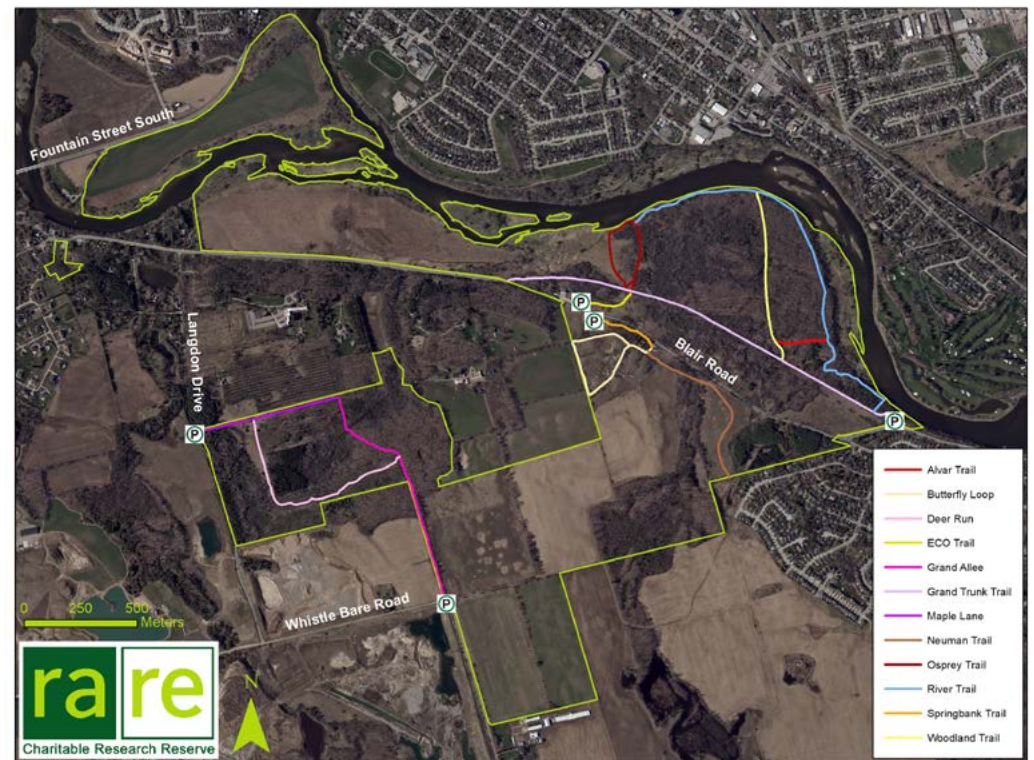 Fountain Street South
Langdon Drive
Blair Road
P
P
P
P
P
Whistle Bare Road
0 250 500
Meters
N
ra re
Charitable Research Reserve
Alvar Trail
Butterfly Loop
Deer Run
ECO Trail
Grand Allee
Grand Trunk Trail
Maple Lane
Neuman Trail
Osprey Trail
River Trail
Springbank Trail
Woodland Trail